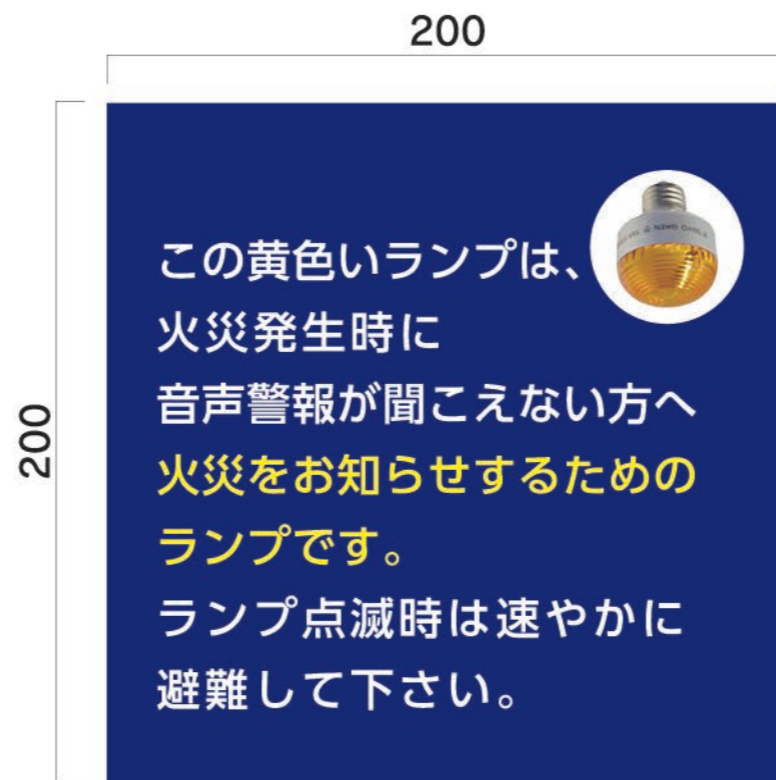 200
200
この黄色いランプは、
火災発生時に
音声警報が聞こえない方へ
火災をお知らせするための
ランプです。
ランプ点滅時は速やかに
避難して下さい。